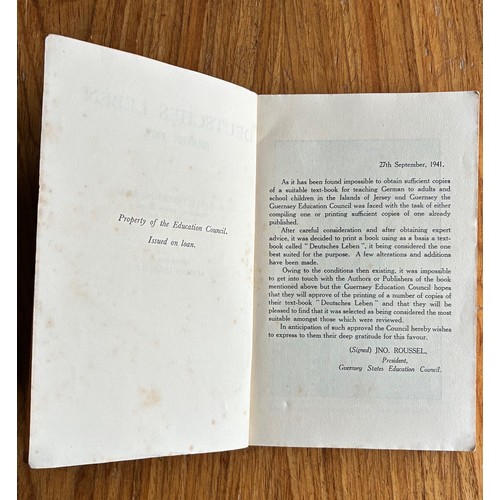 DEUTSCHES LEBEN
Property of the Education Council.
Issued on loan.
27th September, 1941.
As it has been found impossible to obtain sufficient copies
of a suitable text-book for teaching German to adults and
school children in the Islands of Jersey and Guernsey the
Guernsey Education Council was faced with the task of either
compiling one or printing sufficient copies of one already
published.
After careful consideration and after obtaining expert
advice, it was decided to print a book using as a basis a text-
book called "Deutsches Leben", it being considered the one
best suited for the purpose. A few alterations and additions
have been made.
Owing to the conditions then existing, it was impossible
to get into touch with the Authors or Publishers of the book
mentioned above but the Guernsey Education Council hopes
that they will approve of the printing of a number of copies of
their text-book "Deutsches Leben" and that they will be
pleased to find that it was selected as being considered the most
suitable amongst those which were reviewed.
In anticipation of such approval the Council hereby wishes
to express to them their deep gratitude for this favour.
(Signed) JNO. ROUSSEL,
President,
Guernsey States Education Council.